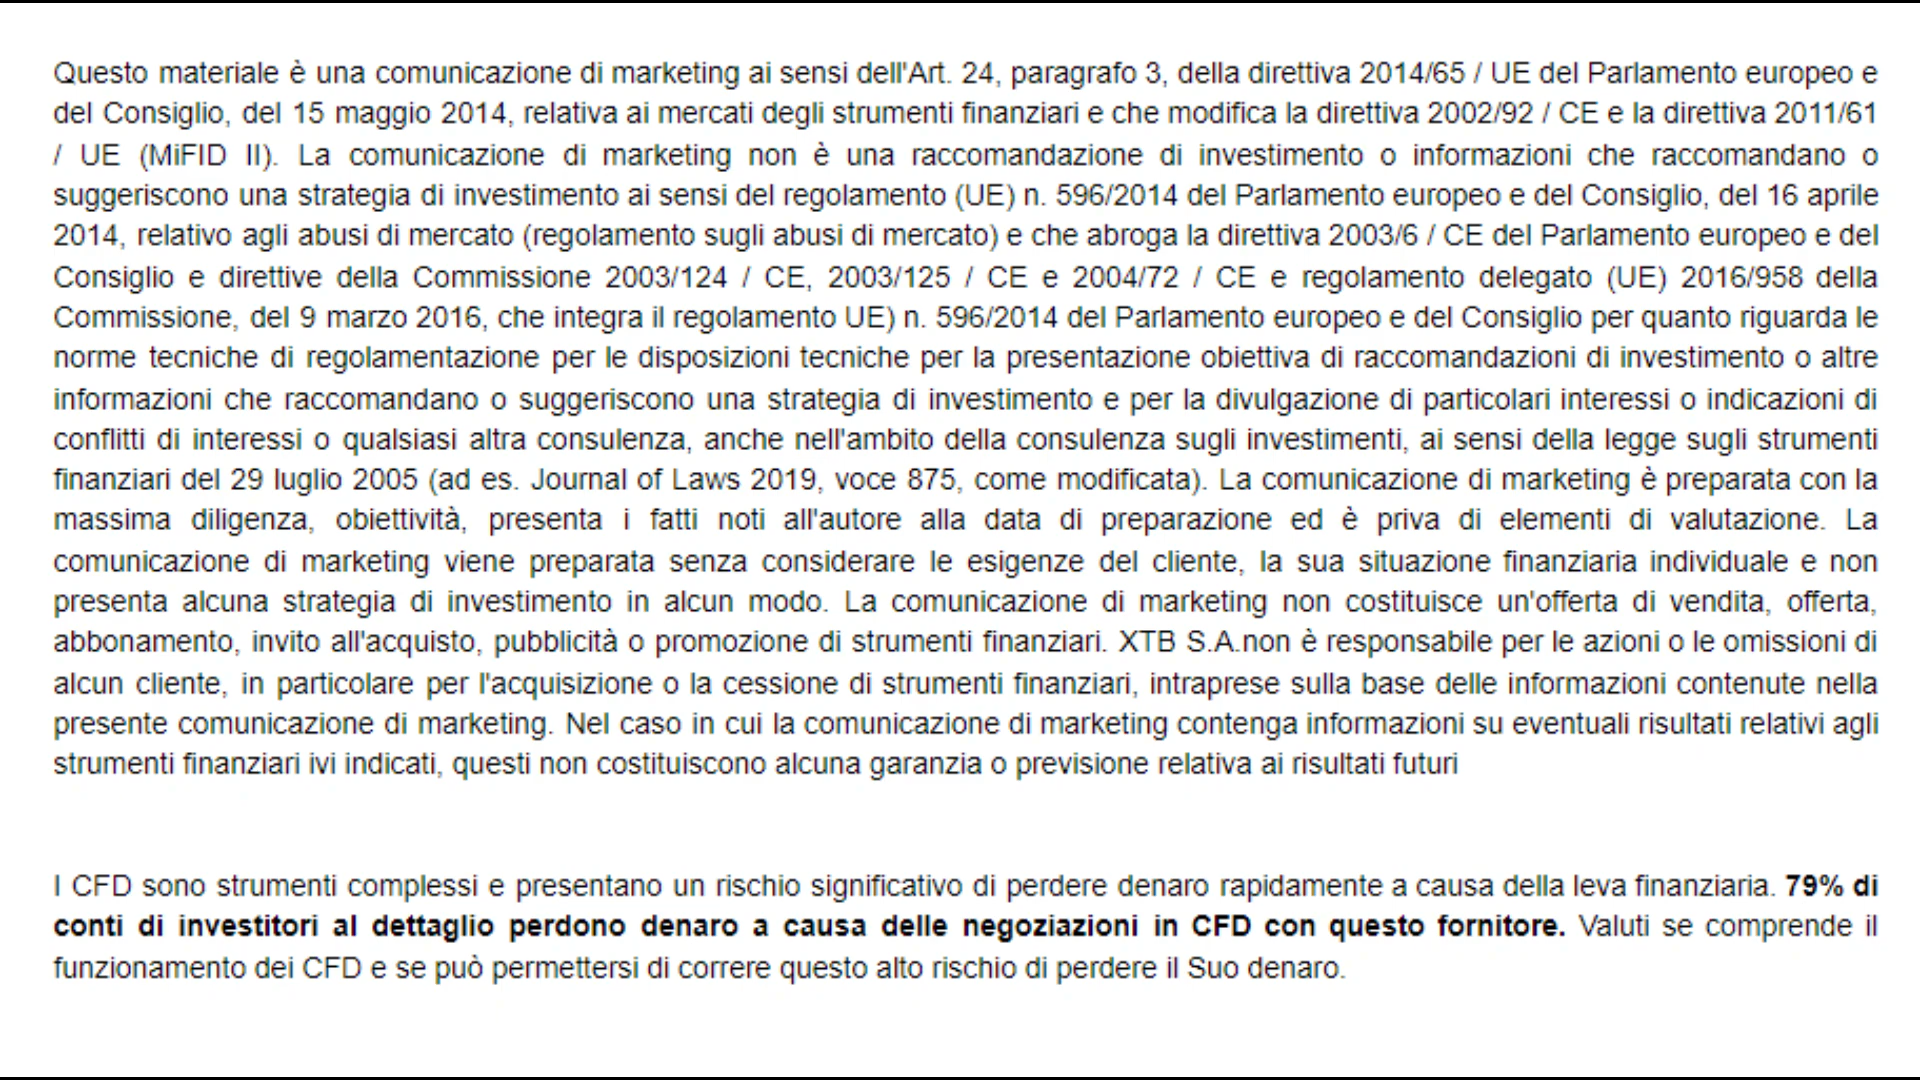 Questo materiale è una comunicazione di marketing ai sensi dell'Art. 24, paragrafo 3, della direttiva 2014/65 / UE del Parlamento europeo e
del Consiglio, del 15 maggio 2014, relativa ai mercati degli strumenti finanziari e che modifica la direttiva 2002/92 / CE e la direttiva 2011/61
/ UE (MiFID II). La comunicazione di marketing non è una raccomandazione di investimento o informazioni che raccomandano o
suggeriscono una strategia di investimento ai sensi del regolamento (UE) n. 596/2014 del Parlamento europeo e del Consiglio, del 16 aprile
2014, relativo agli abusi di mercato (regolamento sugli abusi di mercato) e che abroga la direttiva 2003/6 / CE del Parlamento europeo e del
Consiglio e direttive della Commissione 2003/124 / CE, 2003/125 / CE e 2004/72 / CE e regolamento delegato (UE) 2016/958 della
Commissione, del 9 marzo 2016, che integra il regolamento UE) n. 596/2014 del Parlamento europeo e del Consiglio per quanto riguarda le
norme tecniche di regolamentazione per le disposizioni tecniche per la presentazione obiettiva di raccomandazioni di investimento o altre
informazioni che raccomandano o suggeriscono una strategia di investimento e per la divulgazione di particolari interessi o indicazioni di
conflitti di interessi o qualsiasi altra consulenza, anche nell'ambito della consulenza sugli investimenti, ai sensi della legge sugli strumenti
finanziari del 29 luglio 2005 (ad es. Journal of Laws 2019, voce 875, come modificata). La comunicazione di marketing è preparata con la
massima diligenza, obiettività, presenta i fatti noti all'autore alla data di preparazione ed è priva di elementi di valutazione. La
comunicazione di marketing viene preparata senza considerare le esigenze del cliente, la sua situazione finanziaria individuale e non
presenta alcuna strategia di investimento in alcun modo. La comunicazione di marketing non costituisce un'offerta di vendita, offerta,
abbonamento, invito all'acquisto, pubblicità o promozione di strumenti finanziari. XTB S.A.non è responsabile per le azioni o le omissioni di
alcun cliente, in particolare per l'acquisizione o la cessione di strumenti finanziari, intraprese sulla base delle informazioni contenute nella
presente comunicazione di marketing. Nel caso in cui la comunicazione di marketing contenga informazioni su eventuali risultati relativi agli
strumenti finanziari ivi indicati, questi non costituiscono alcuna garanzia o previsione relativa ai risultati futuri
I CFD sono strumenti complessi e presentano un rischio significativo di perdere denaro rapidamente a causa della leva finanziaria. 79% di
conti di investitori al dettaglio perdono denaro a causa delle negoziazioni in CFD con questo fornitore. Valuti se comprende il
funzionamento dei CFD e se può permettersi di correre questo alto rischio di perdere il Suo denaro.